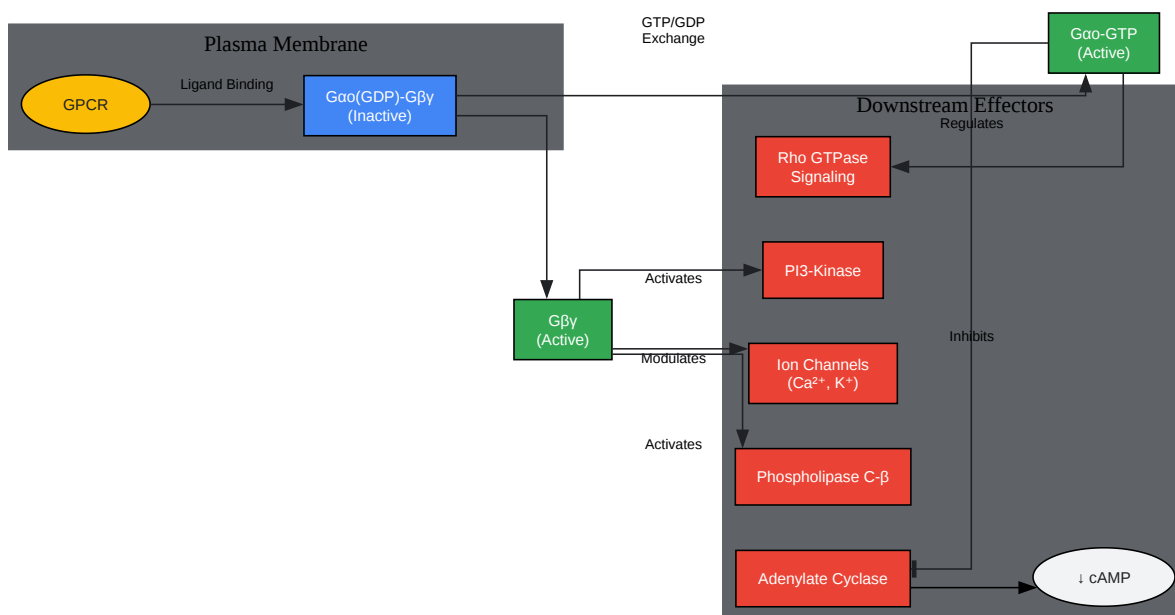 GTP/GDP
Exchange
Gαo-GTP
(Active)
Plasma Membrane
Ligand Binding
GPCR
Gαo(GDP)-Gβγ
(Inactive)
Downstream Effectors
Regulates
Rho GTPase
Signaling
Activates
PI3-Kinase
Gβγ
(Active)
Inhibits
Modulates
Ion Channels
(Ca²⁺, K⁺)
Activates
Phospholipase C-β
Adenylate Cyclase
↓ cAMP